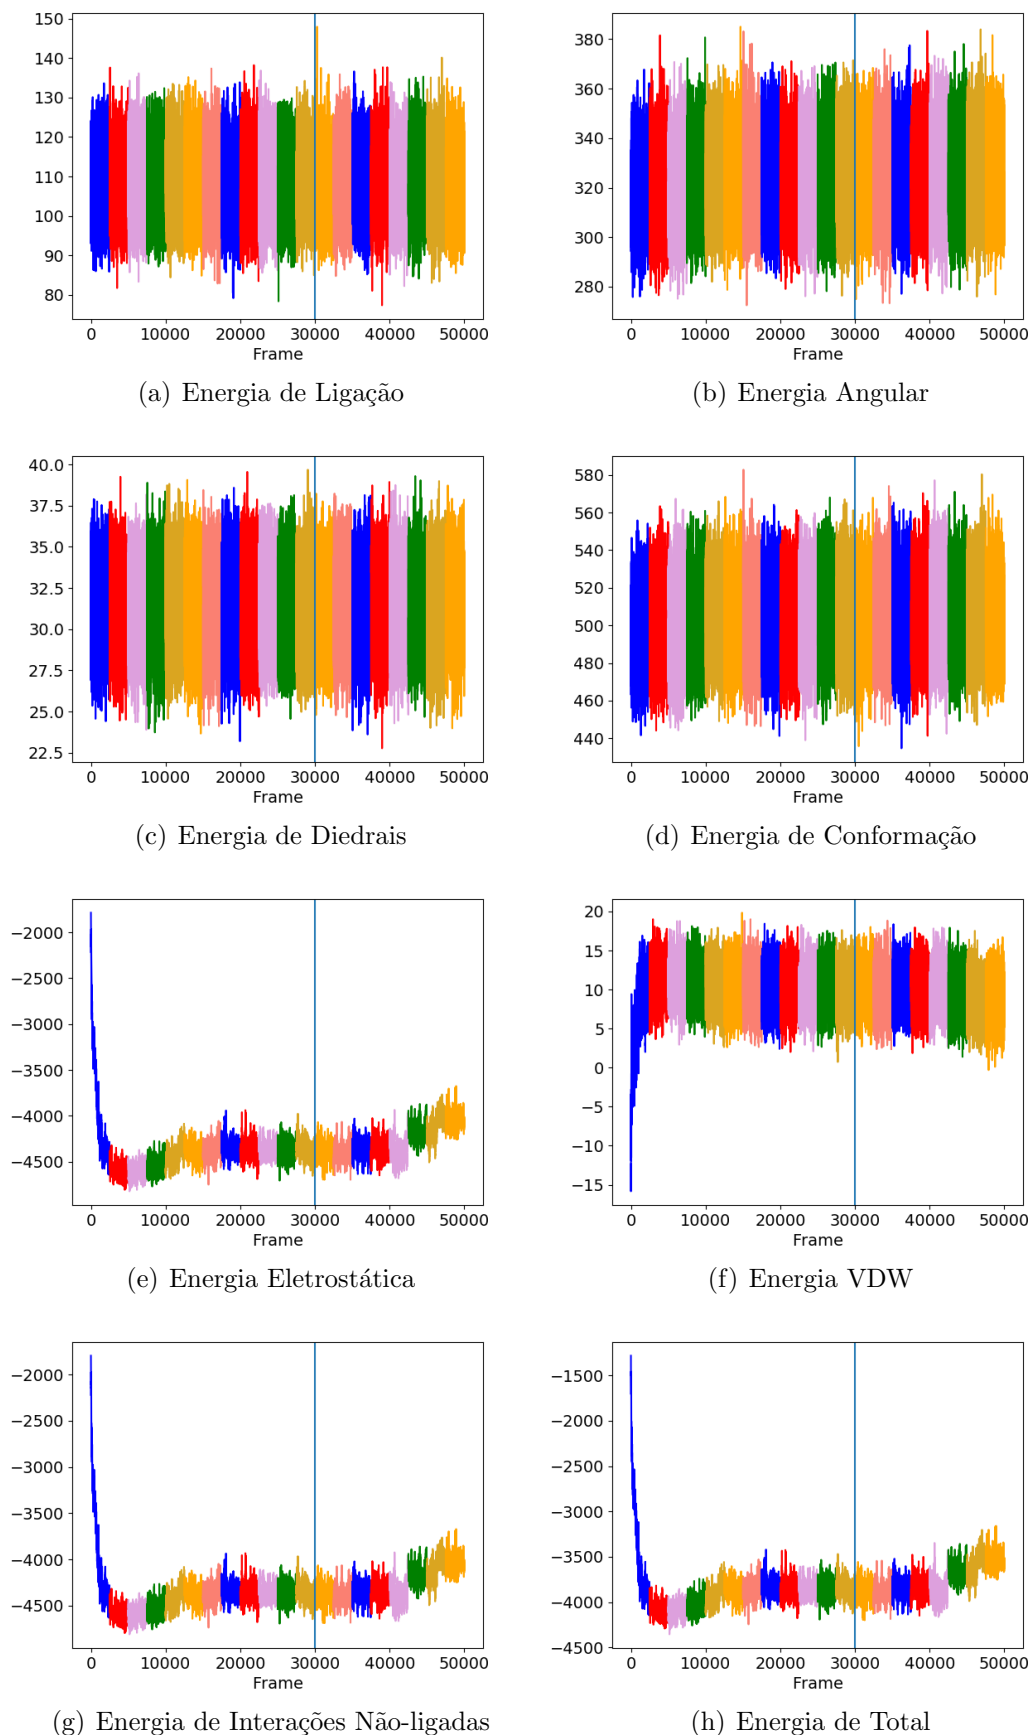 150
140
130
120
110
100
90
80
0 10000 20000 30000 40000 50000
Frame
(a) Energia de Ligação
380
360
340
320
300
280
0 10000 20000 30000 40000 50000
Frame
(b) Energia Angular
40.0
37.5
35.0
32.5
30.0
27.5
25.0
22.5
0 10000 20000 30000 40000 50000
Frame
(c) Energia de Diedrais
580
560
540
520
500
480
460
440
0 10000 20000 30000 40000 50000
Frame
(d) Energia de Conformação
−2000
−2500
−3000
−3500
−4000
−4500
0 10000 20000 30000 40000 50000
Frame
(e) Energia Eletrostática
20
15
10
5
0
−5
−10
−15
0 10000 20000 30000 40000 50000
Frame
(f) Energia VDW
−2000
−2500
−3000
−3500
−4000
−4500
0 10000 20000 30000 40000 50000
Frame
(g) Energia de Interações Não-ligadas
−1500
−2000
−2500
−3000
−3500
−4000
−4500
0 10000 20000 30000 40000 50000
Frame
(h) Energia de Total